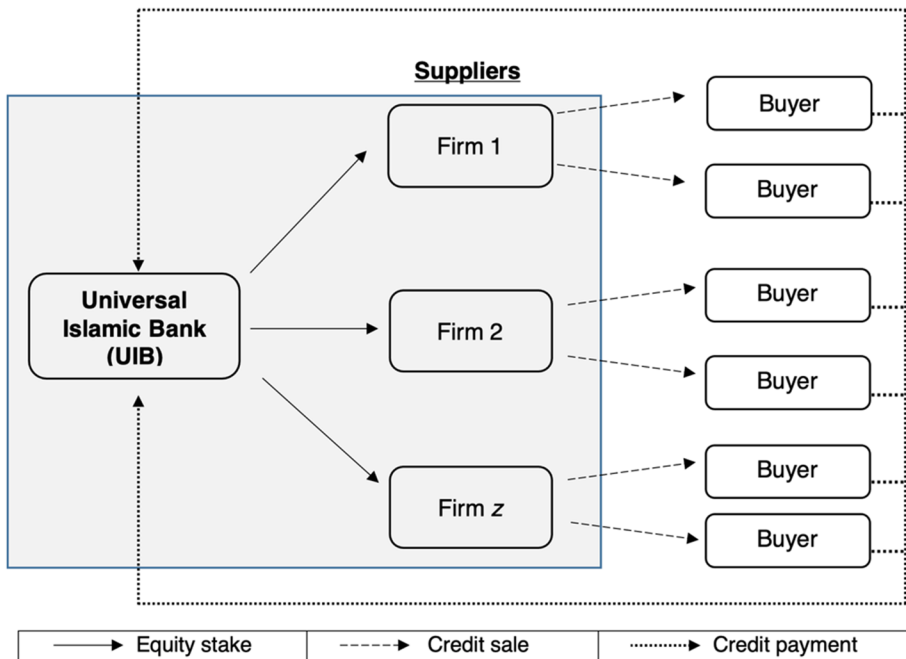 Suppliers
Firm 1
Buyer
Buyer
Universal
Islamic Bank
(UIB)
Firm 2
Buyer
Buyer
Firm z
Buyer
Buyer
Equity stake
Credit sale
Credit payment